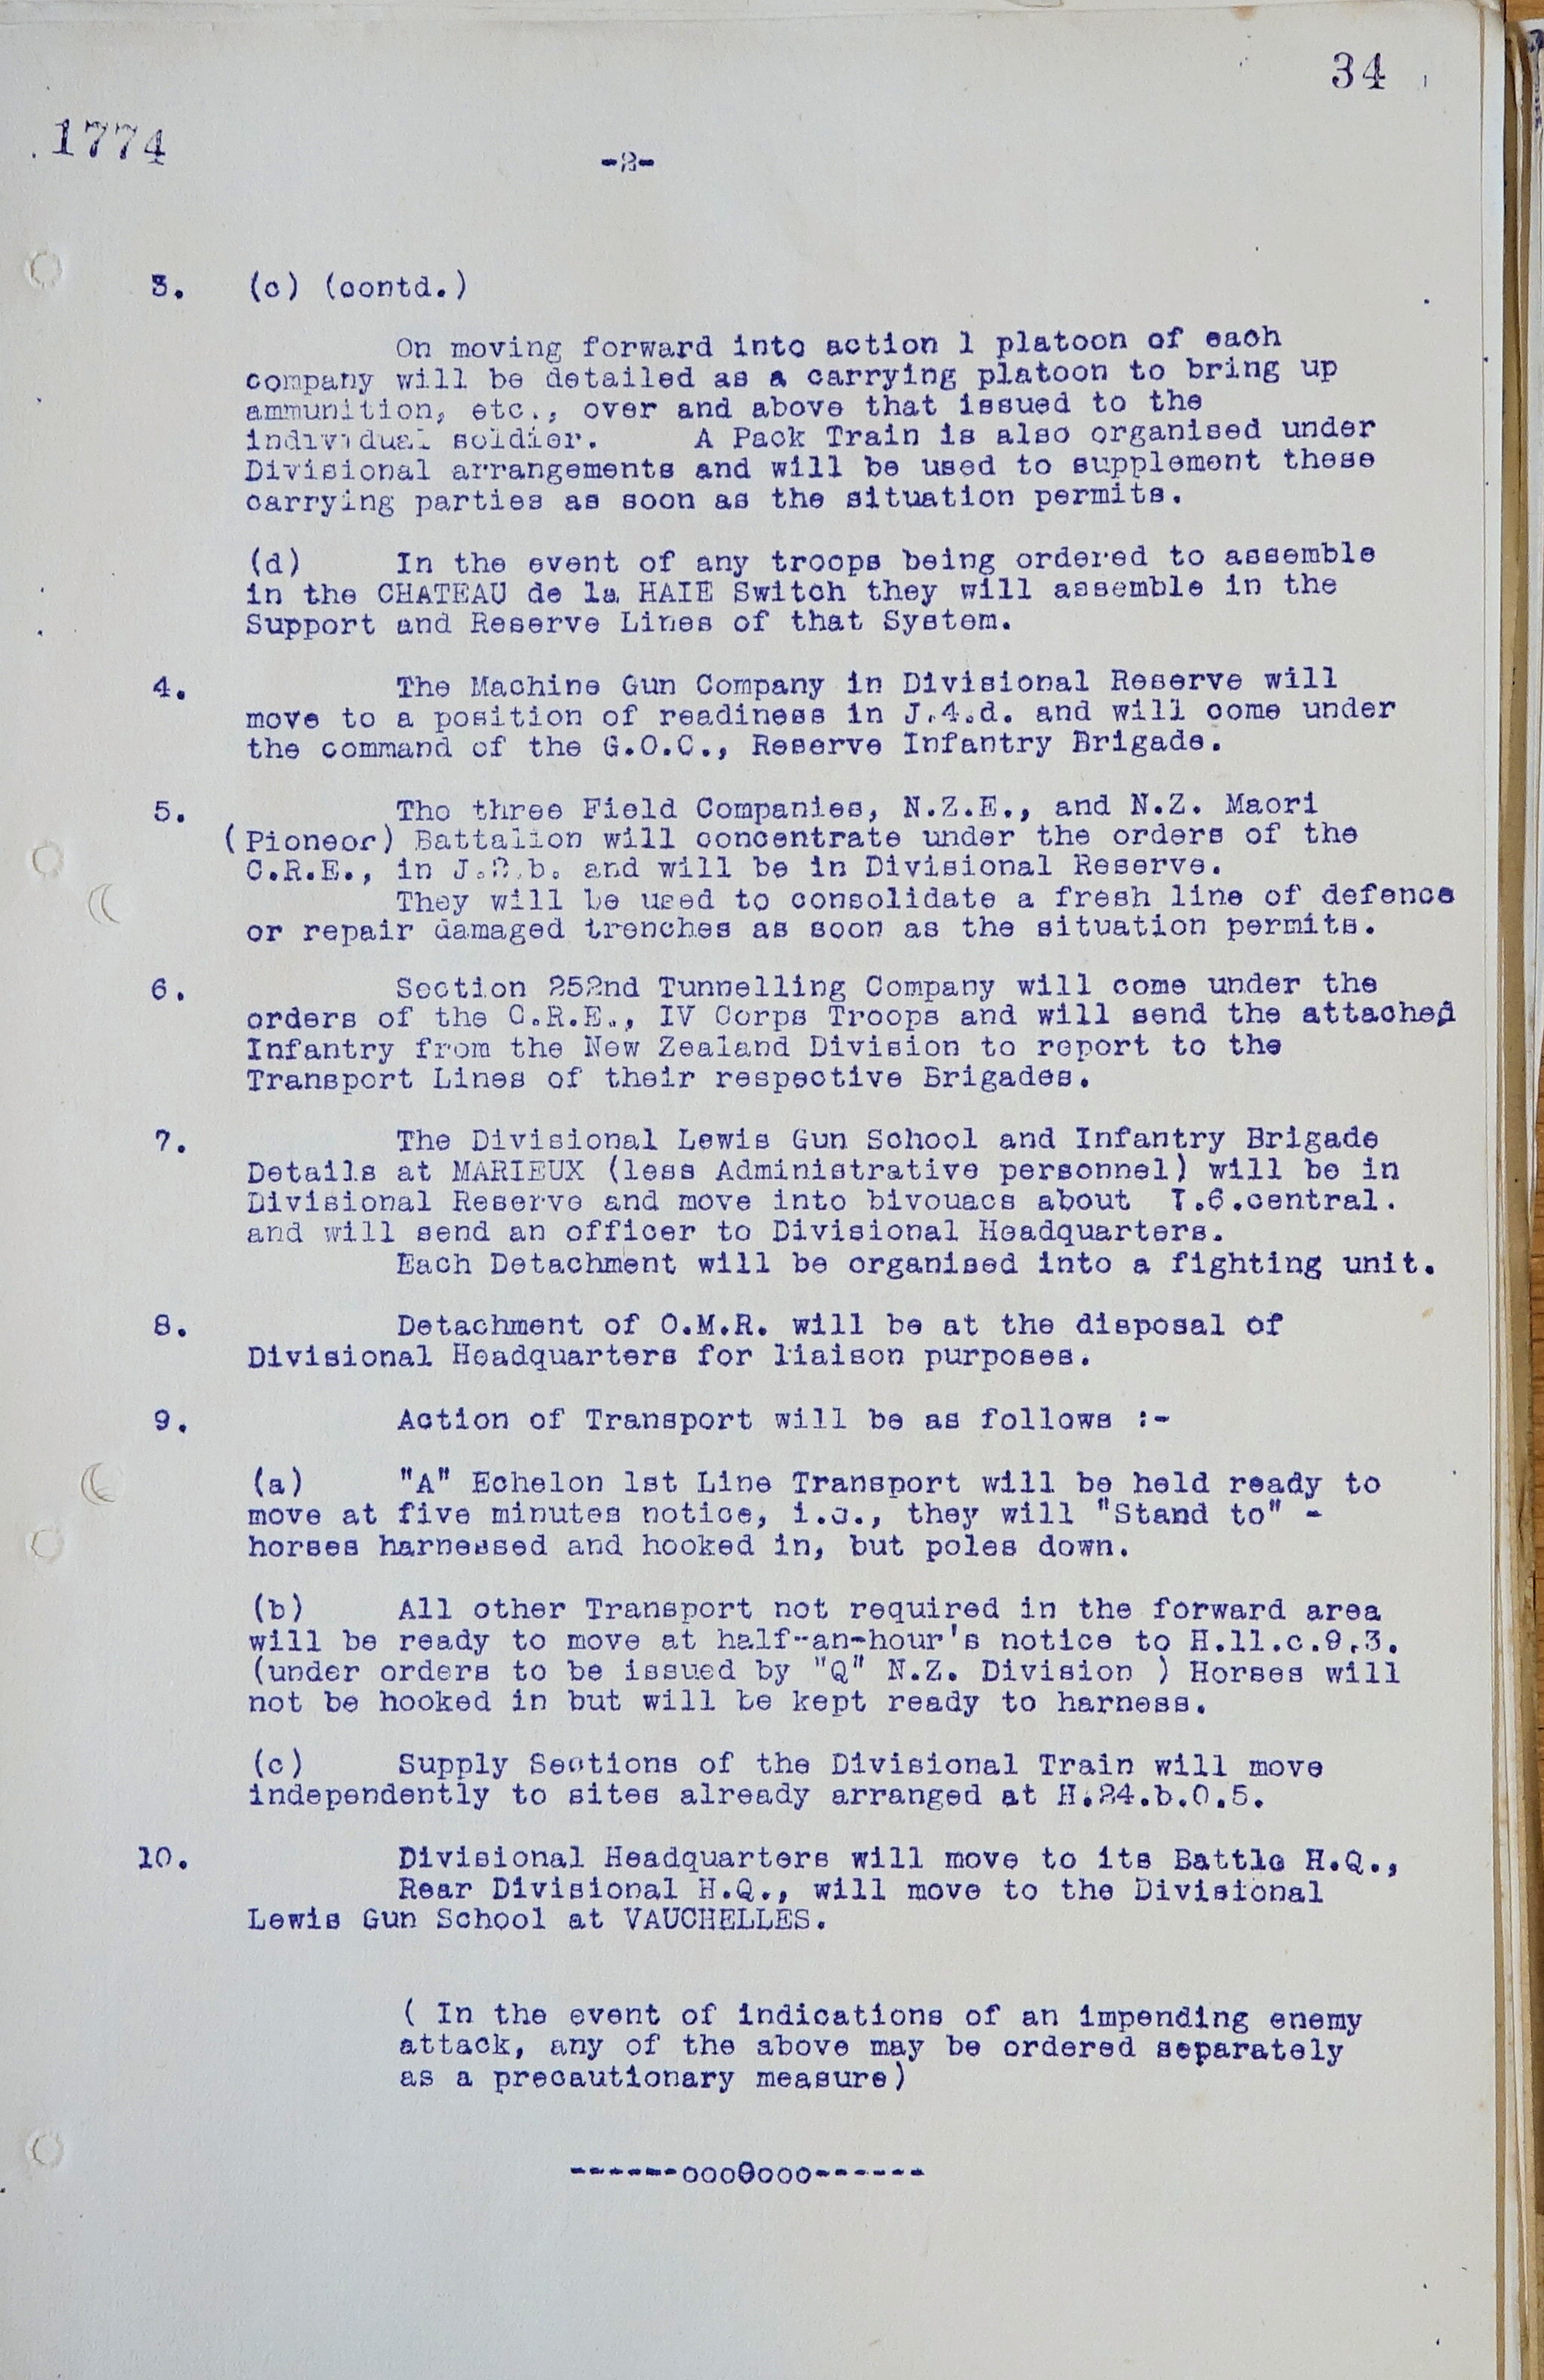 34
1774
-2-
3. (c) (contd.)
On moving forward into action 1 platoon of each
company will be detailed as a carrying platoon to bring up
ammunition, etc., over and above that issued to the
individual soldier. A Pack Train is also organised under
Divisional arrangements and will be used to supplement these
carrying parties as soon as the situation permits.
(d) In the event of any troops being ordered to assemble
in the CHATEAU de la HAIE Switch they will assemble in the
Support and Reserve Lines of that System.
4. The Machine Gun Company in Divisional Reserve will
move to a position of readiness in J.4.d. and will come under
the command of the G.O.C., Reserve Infantry Brigade.
5. The three Field Companies, N.Z.E., and N.Z. Maori
(Pioneer) Battalion will concentrate under the orders of the
C.R.E., in J.2.b. and will be in Divisional Reserve.
They will be used to consolidate a fresh line of defence
or repair damaged trenches as soon as the situation permits.
6. Section 252nd Tunnelling Company will come under the
orders of the C.R.E., IV Corps Troops and will send the attached
Infantry from the New Zealand Division to report to the
Transport Lines of their respective Brigades.
7. The Divisional Lewis Gun School and Infantry Brigade
Details at MARIEUX (less Administrative personnel) will be in
Divisional Reserve and move into bivouacs about I.6.central.
and will send an officer to Divisional Headquarters.
Each Detachment will be organised into a fighting unit.
8. Detachment of O.M.R. will be at the disposal of
Divisional Headquarters for liaison purposes.
9. Action of Transport will be as follows :-
(a) "A" Echelon 1st Line Transport will be held ready to
move at five minutes notice, i.e., they will "Stand to" -
horses harnessed and hooked in, but poles down.
(b) All other Transport not required in the forward area
will be ready to move at half-an-hour's notice to H.11.c.9.3.
(under orders to be issued by "Q" N.Z. Division ) Horses will
not be hooked in but will be kept ready to harness.
(c) Supply Sections of the Divisional Train will move
independently to sites already arranged at H.24.b.0.5.
10. Divisional Headquarters will move to its Battle H.Q.,
Rear Divisional H.Q., will move to the Divisional
Lewis Gun School at VAUCHELLES.
( In the event of indications of an impending enemy
attack, any of the above may be ordered separately
as a precautionary measure)
------ooo0ooo------